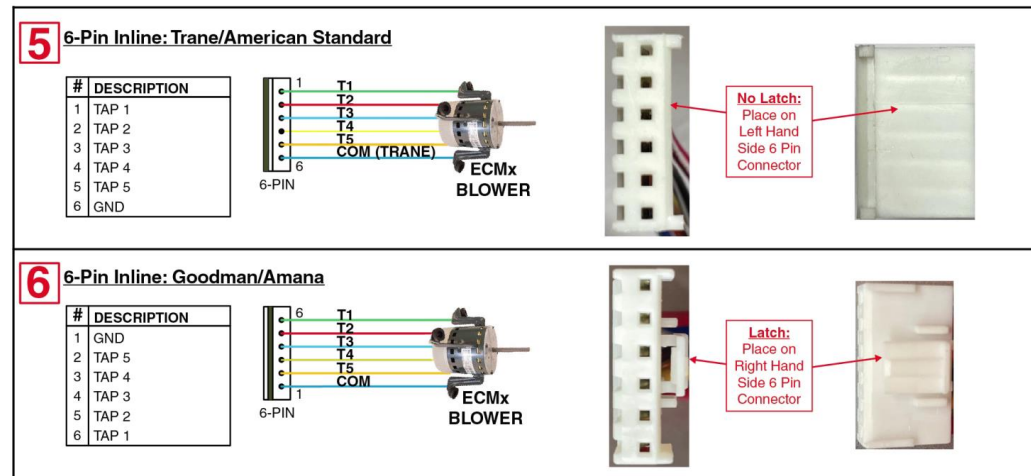 5
6-Pin Inline: Trane/American Standard
# DESCRIPTION
1 TAP 1
2 TAP 2
3 TAP 3
4 TAP 4
5 TAP 5
6 GND
1
T1
T2
T3
T4
T5
COM (TRANE)
6
6-PIN
ECMx
BLOWER
No Latch:
Place on
Left Hand
Side 6 Pin
Connector
6
6-Pin Inline: Goodman/Amana
# DESCRIPTION
1 GND
2 TAP 5
3 TAP 4
4 TAP 3
5 TAP 2
6 TAP 1
6
T1
T2
T3
T4
T5
COM
1
6-PIN
ECMx
BLOWER
Latch:
Place on
Right Hand
Side 6 Pin
Connector